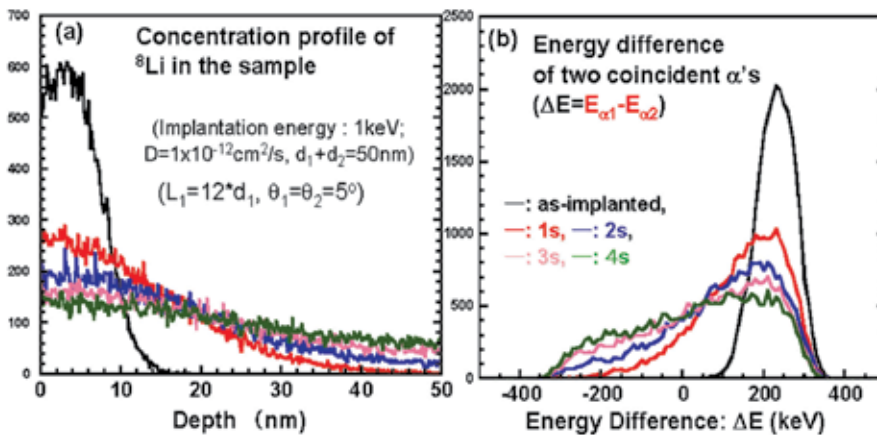 (a)
Concentration profile of
⁸Li in the sample
(Implantation energy : 1keV;
D=1x10⁻¹²cm²/s, d₁+d₂=50nm)
(L₁=12*d₁, θ₁=θ₂=5º)
700
600
500
400
300
200
100
0
0 10 20 30 40 50
Depth (nm)
(b)
Energy difference
of two coincident α's
(ΔE=Eα1-Eα2)
—: as-implanted,
—: 1s, —: 2s,
—: 3s, —: 4s
2500
2000
1500
1000
500
0
-400 -200 0 200 400
Energy Difference: ΔE (keV)